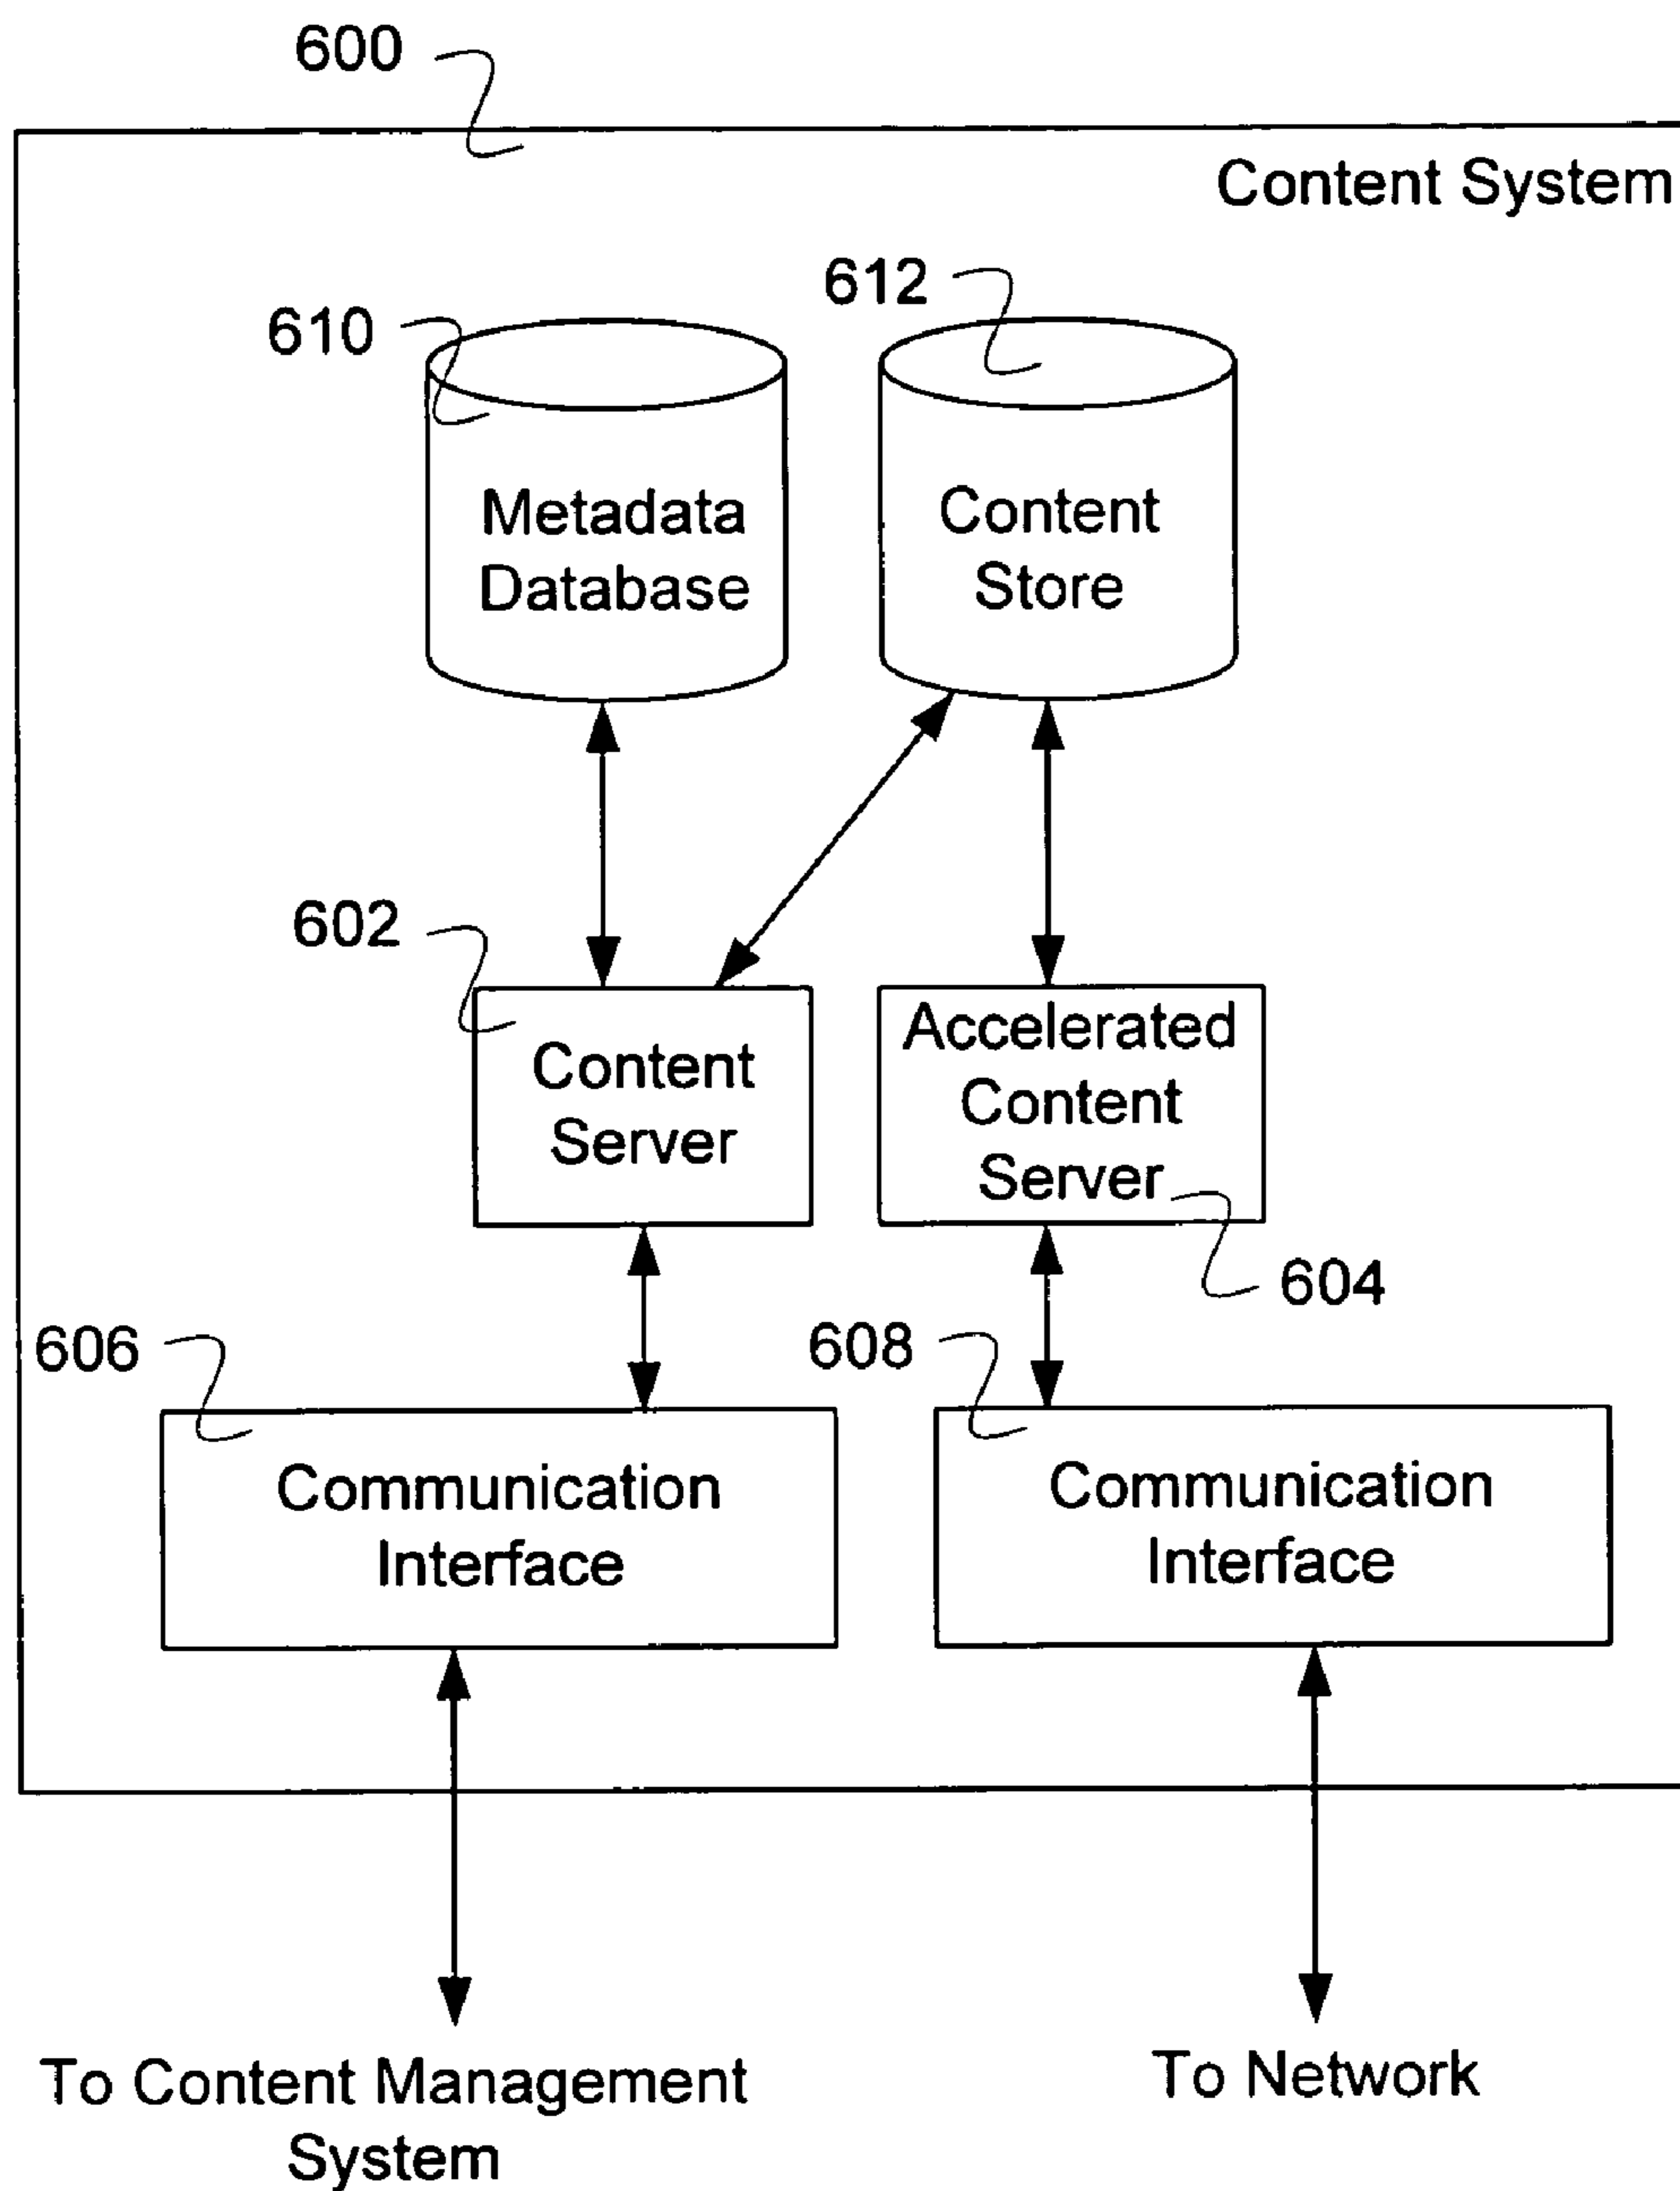 600
Content System
612
610
Metadata
Database
Content
Store
602
Content
Server
Accelerated
Content
Server
604
606
608
Communication
Interface
Communication
Interface
To Content Management
System
To Network